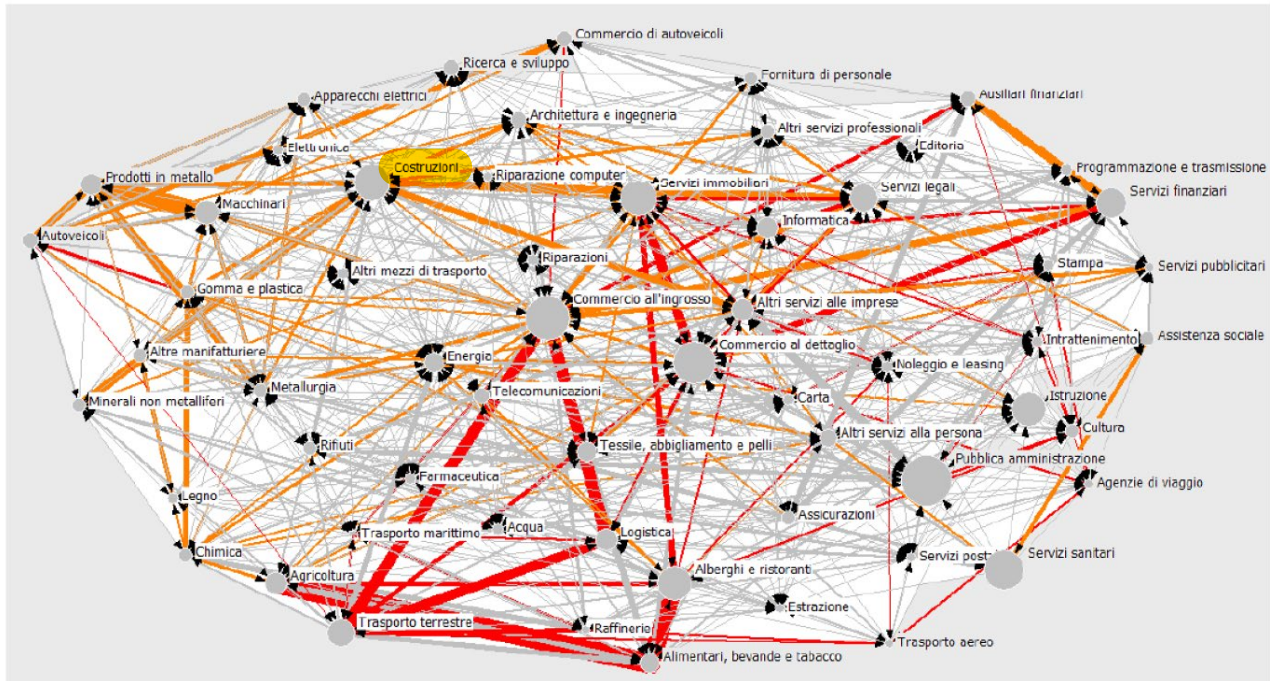 Commercio di autoveicoli
Ricerca e sviluppo
Fornitura di personale
Apparecchi elettrici
Ausiliari finanziari
Architettura e ingegneria
Altri servizi professionali
Elettronica
Editoria
Costruzioni
Programmazione e trasmissione
Prodotti in metallo
Riparazione computer
Servizi immobiliari
Servizi legali
Servizi finanziari
Macchinari
Informatica
Autoveicoli
Riparazioni
Stampa
Servizi pubblicitari
Altri mezzi di trasporto
Gomma e plastica
Commercio all'ingrosso
Altri servizi alle imprese
Assistenza sociale
Intrattenimento
Commercio al dettaglio
Altre manifatturiere
Energia
Noleggio e leasing
Metallurgia
Telecomunicazioni
Istruzione
Minerali non metalliferi
Carta
Cultura
Altri servizi alla persona
Rifiuti
Tessile, abbigliamento e pelli
Pubblica amministrazione
Farmaceutica
Agenzie di viaggio
Legno
Assicurazioni
Acqua
Trasporto marittimo
Logistica
Chimica
Servizi sanitari
Servizi
Alberghi e ristoranti
Agricoltura
Estrazione
Trasporto terrestre
Raffinerie
Trasporto aereo
Alimentari, bevande e tabacco